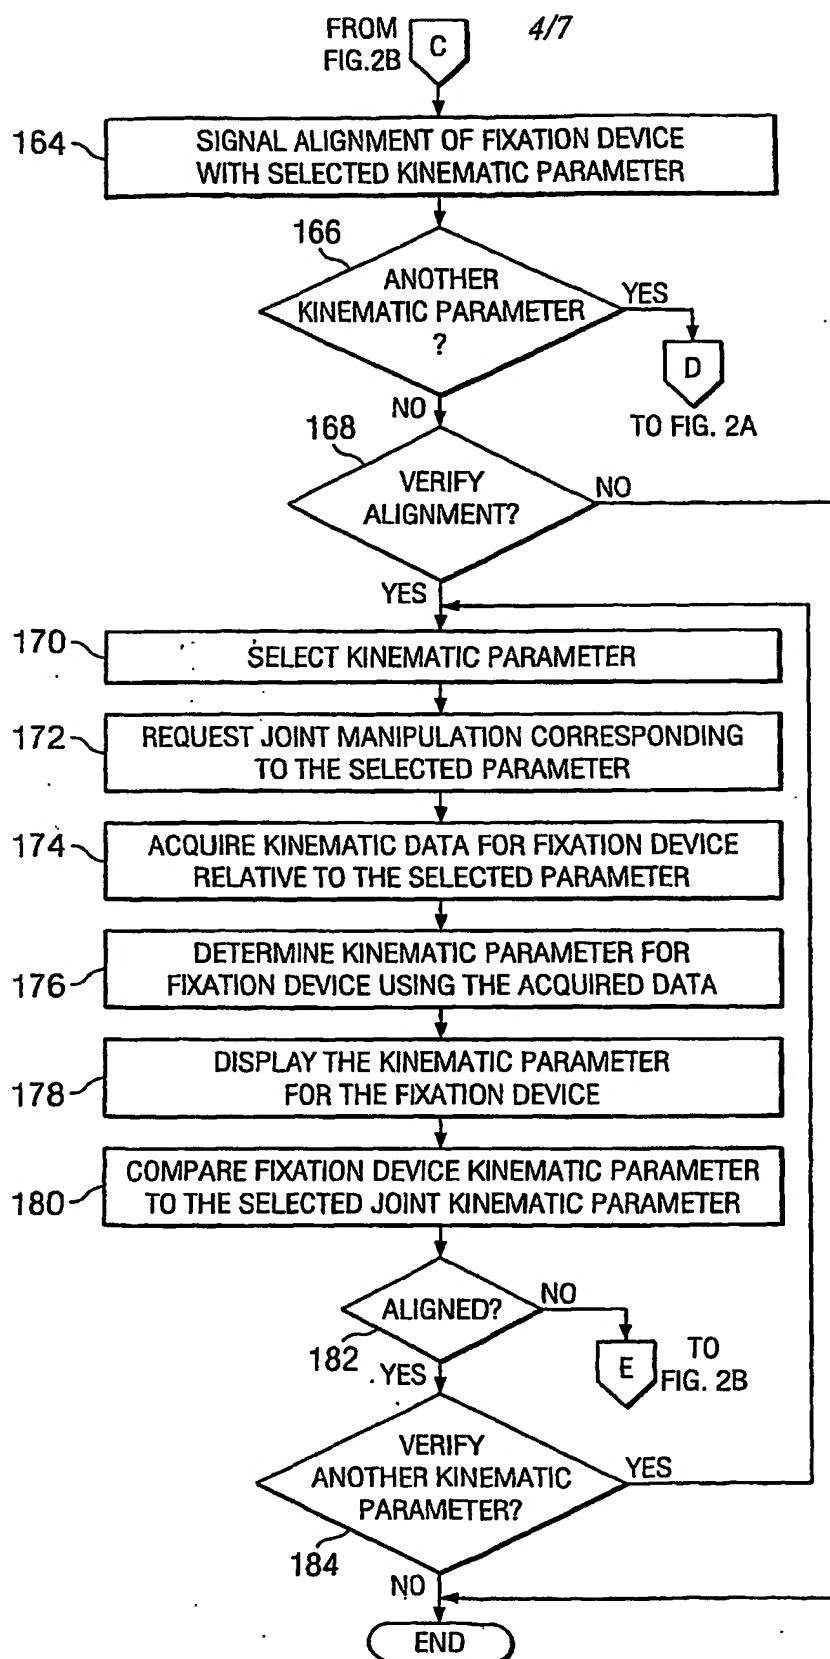 FROM
FIG.2B
C
4/7
164
SIGNAL ALIGNMENT OF FIXATION DEVICE
WITH SELECTED KINEMATIC PARAMETER
166
ANOTHER
KINEMATIC PARAMETER
?
YES
D
TO FIG. 2A
NO
168
VERIFY
ALIGNMENT?
NO
YES
170
SELECT KINEMATIC PARAMETER
172
REQUEST JOINT MANIPULATION CORRESPONDING
TO THE SELECTED PARAMETER
174
ACQUIRE KINEMATIC DATA FOR FIXATION DEVICE
RELATIVE TO THE SELECTED PARAMETER
176
DETERMINE KINEMATIC PARAMETER FOR
FIXATION DEVICE USING THE ACQUIRED DATA
178
DISPLAY THE KINEMATIC PARAMETER
FOR THE FIXATION DEVICE
180
COMPARE FIXATION DEVICE KINEMATIC PARAMETER
TO THE SELECTED JOINT KINEMATIC PARAMETER
ALIGNED?
NO
182
YES
E
TO
FIG. 2B
VERIFY
ANOTHER KINEMATIC
PARAMETER?
YES
184
NO
END